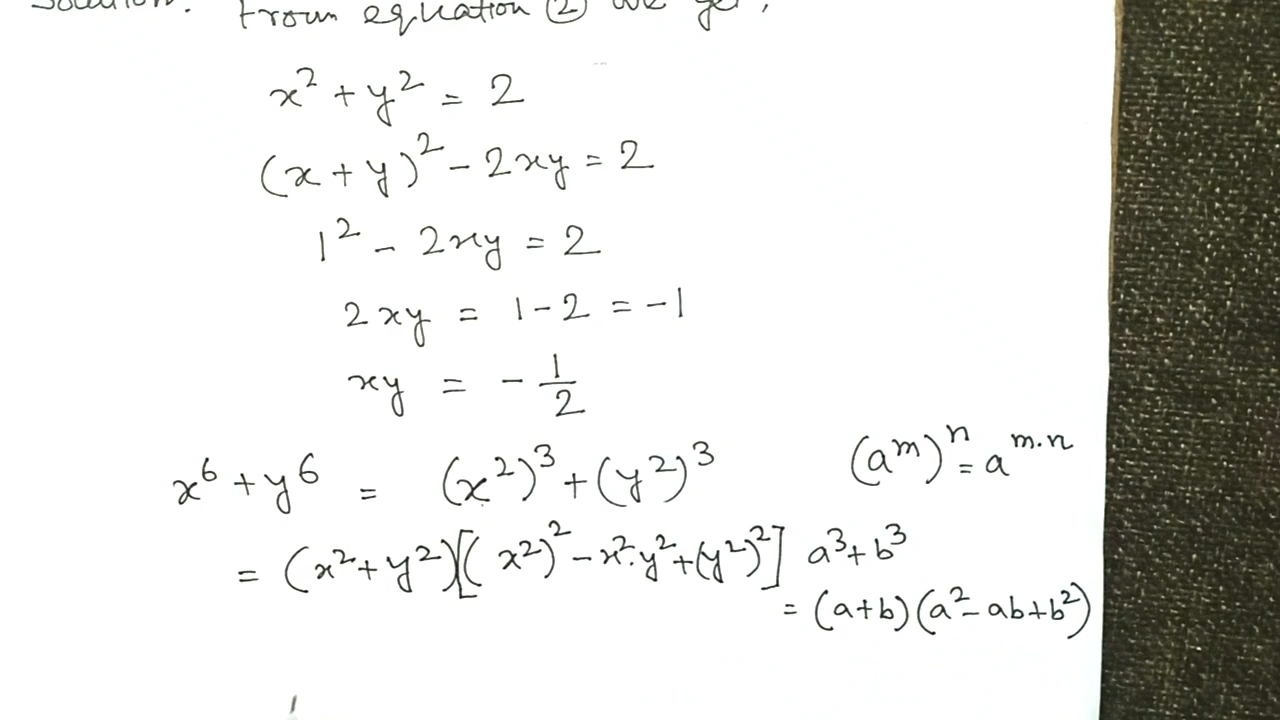 Solution: From equation ② we get,
x² + y² = 2
(x + y)² - 2xy = 2
1² - 2xy = 2
2xy = 1 - 2 = -1
xy = - 1/2
x⁶ + y⁶ = (x²)³ + (y²)³ (aᵐ)ⁿ = aᵐ·ⁿ
= (x² + y²)[(x²)² - x²·y² + (y²)²] a³ + b³
= (a+b)(a² - ab + b²)